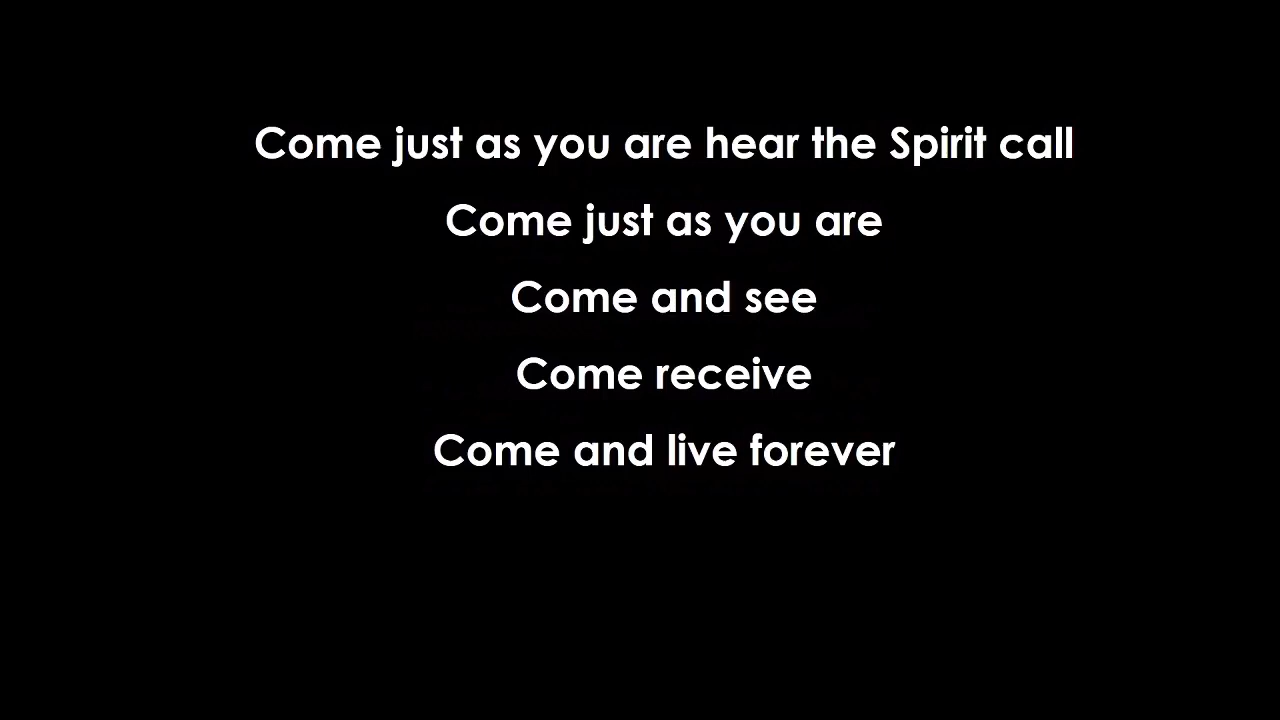 Come just as you are hear the Spirit call
Come just as you are
Come and see
Come receive
Come and live forever